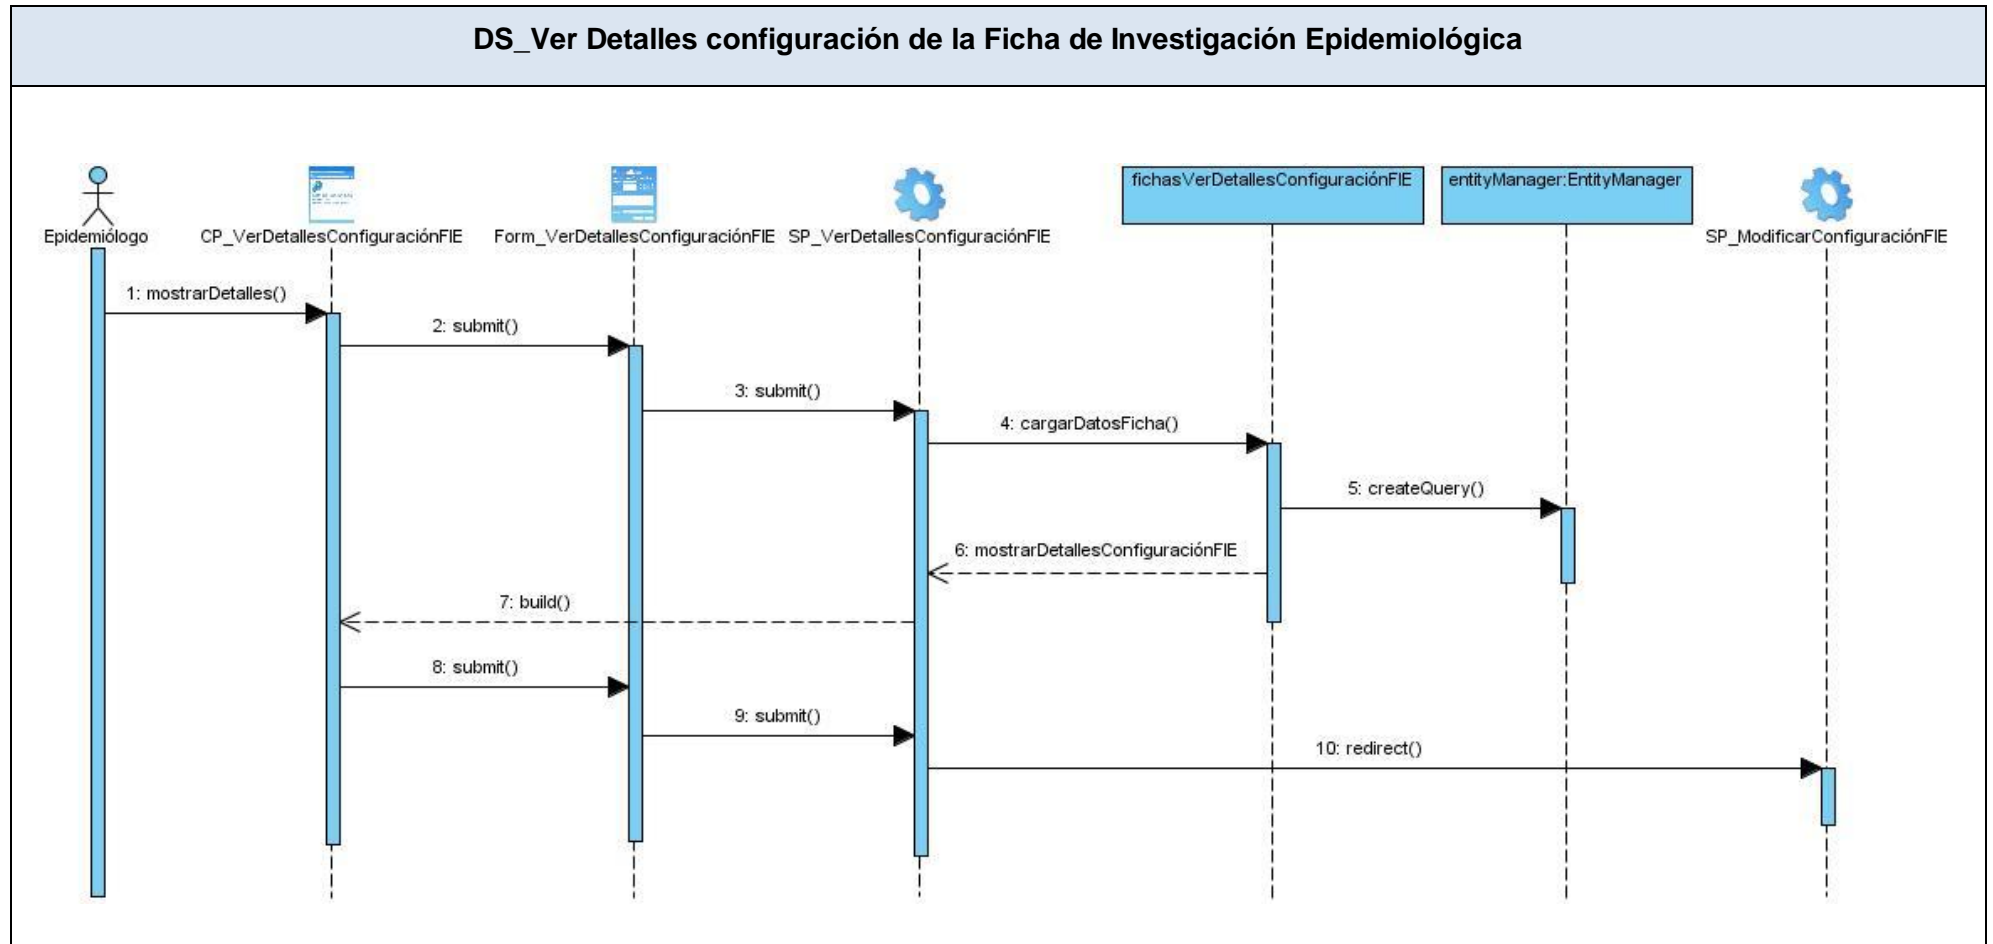 DS_Ver Detalles configuración de la Ficha de Investigación Epidemiológica
fichasVerDetallesConfiguraciónFIE
entityManager:EntityManager
Epidemiólogo
CP_VerDetallesConfiguraciónFIE
Form_VerDetallesConfiguraciónFIE
SP_VerDetallesConfiguraciónFIE
SP_ModificarConfiguraciónFIE
1: mostrarDetalles()
2: submit()
3: submit()
4: cargarDatosFicha()
5: createQuery()
6: mostrarDetallesConfiguraciónFIE
7: build()
8: submit()
9: submit()
10: redirect()